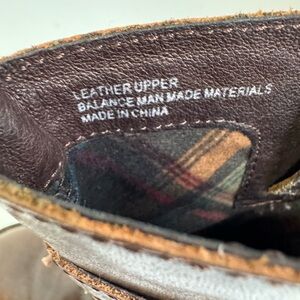 LEATHER UPPER
BALANCE MAN MADE MATERIALS
MADE IN CHINA